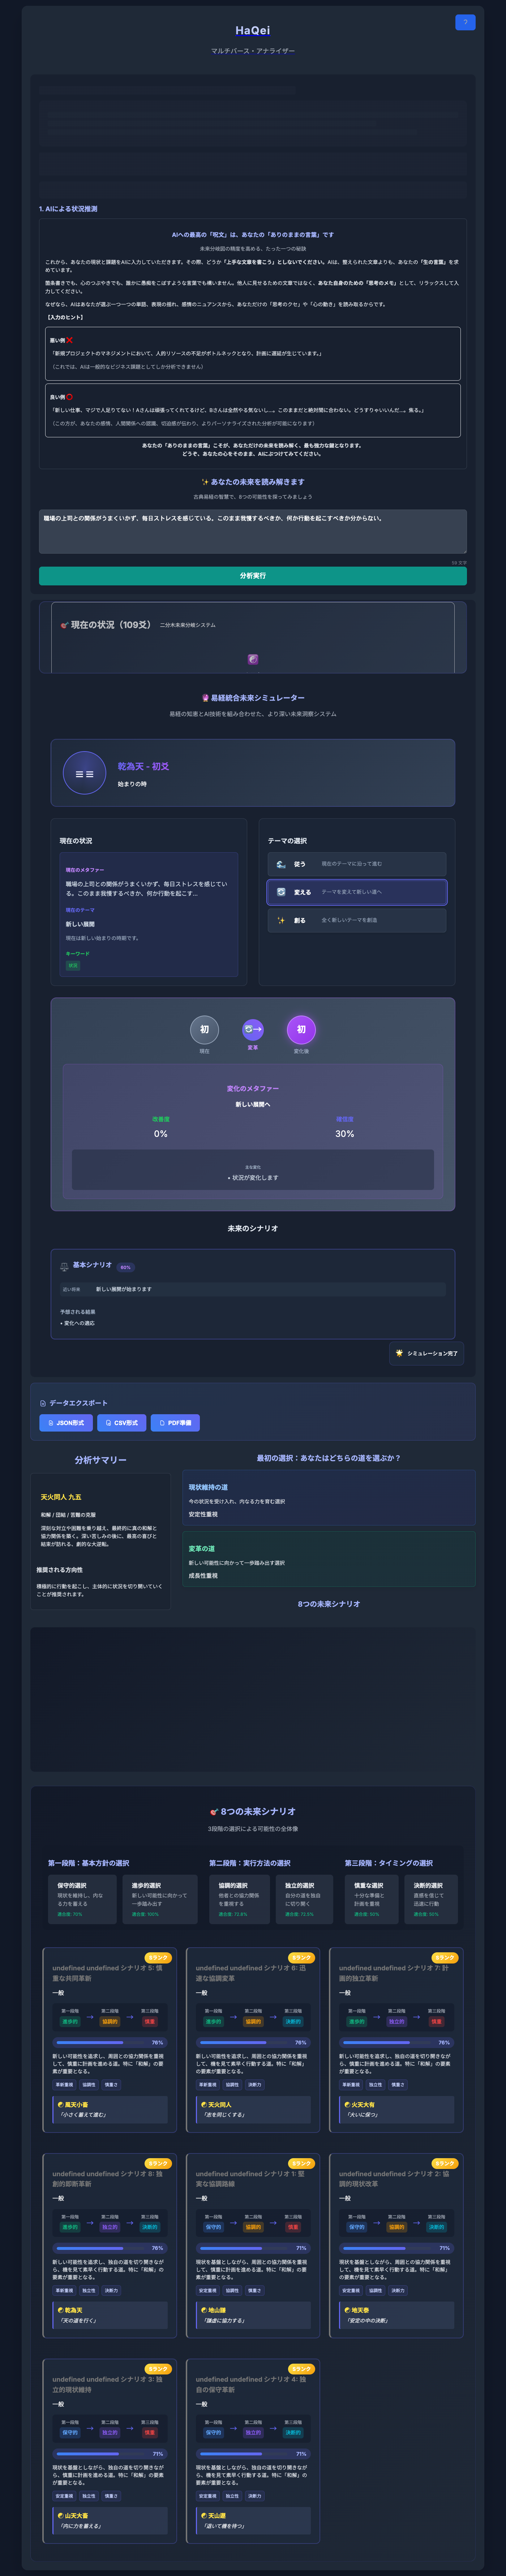 HaQei
?
マルチバース・アナライザー
1. AIによる状況推測
AIへの最高の「呪文」は、あなたの「ありのままの言葉」です
未来分岐図の精度を高める、たった一つの秘訣
これから、あなたの現状と課題をAIに入力していただきます。その際、どうか「上手な文章を書こう」としないでください。AIは、整えられた文章よりも、あなたの「生の言葉」を求
めています。
箇条書きでも、心のつぶやきでも、誰かに愚痴をこぼすような言葉でも構いません。他人に見せるための文章ではなく、あなた自身のための「思考のメモ」として、リラックスして入
力してください。
なぜなら、AIはあなたが選ぶ一つ一つの単語、表現の揺れ、感情のニュアンスから、あなただけの「思考のクセ」や「心の動き」を読み取るからです。
【入力のヒント】
悪い例 ❌
「新規プロジェクトのマネジメントにおいて、人的リソースの不足がボトルネックとなり、計画に遅延が生じています。」
（これでは、AIは一般的なビジネス課題としてしか分析できません）
良い例 ⭕
「新しい仕事、マジで人足りてない！Aさんは頑張ってくれてるけど、Bさんは全然やる気ないし…。このままだと絶対間に合わない。どうすりゃいいんだ…。焦る。」
（この方が、あなたの感情、人間関係への認識、切迫感が伝わり、よりパーソナライズされた分析が可能になります）
あなたの「ありのままの言葉」こそが、あなただけの未来を読み解く、最も強力な鍵となります。
どうぞ、あなたの心をそのまま、AIにぶつけてみてください。
✨ あなたの未来を読み解きます
古典易経の智慧で、8つの可能性を探ってみましょう
職場の上司との関係がうまくいかず、毎日ストレスを感じている。このまま我慢するべきか、何か行動を起こすべきか分からない。
分析実行
🎯 現在の状況（109爻） 二分木未来分岐システム
🔮 易経統合未来シミュレーター
易経の知恵とAI技術を組み合わせた、より深い未来洞察システム
乾為天 - 初爻
始まりの時
現在の状況
現在のメタファー
職場の上司との関係がうまくいかず、毎日ストレスを感じてい
る。このまま我慢するべきか、何か行動を起こす...
現在のテーマ
新しい展開
現在は新しい始まりの時期です。
キーワード
状況
テーマの選択
従う 現在のテーマに沿って進む
変える テーマを変えて新しい道へ
✨ 創る 全く新しいテーマを創造
初 → 初
現在 変革 変化後
変化のメタファー
新しい展開へ
改善度 確信度
0% 30%
主な変化
• 状況が変化します
未来のシナリオ
基本シナリオ 60%
近い将来 新しい展開が始まります
予想される結果
• 変化への適応
🌟 シミュレーション完了
データエクスポート
JSON形式 CSV形式 PDF準備
分析サマリー
天火同人 九五
和解 / 団結 / 苦難の克服
深刻な対立や困難を乗り越え、最終的に真の和解と
協力関係を築く。深い苦しみの後に、最高の喜びと
結束が訪れる、劇的な大逆転。
推奨される方向性
積極的に行動を起こし、主体的に状況を切り開いていく
ことが推奨されます。
最初の選択：あなたはどちらの道を選ぶか？
現状維持の道
今の状況を受け入れ、内なる力を育む選択
安定性重視
変革の道
新しい可能性に向かって一歩踏み出す選択
成長性重視
8つの未来シナリオ
🎯 8つの未来シナリオ
3段階の選択による可能性の全体像
第一段階：基本方針の選択
保守的選択
現状を維持し、内な
る力を蓄える
適合度: 70%
進歩的選択
新しい可能性に向かって
一歩踏み出す
適合度: 100%
第二段階：実行方法の選択
協調的選択
他者との協力関係
を重視する
適合度: 72.5%
独立的選択
自分の道を独自
に切り開く
適合度: 72.5%
第三段階：タイミングの選択
慎重な選択
十分な準備と
計画を重視
適合度: 50%
決断的選択
直感を信じて
迅速に行動
適合度: 50%
undefined undefined シナリオ 5: 慎
重な共同革新
一般
第一段階 第二段階 第三段階
進歩的 → 協調的 → 慎重
76%
新しい可能性を追求し、周囲との協力関係を重視
して、慎重に計画を進める道。特に「和解」の要素
が重要となる。
革新重視 協調性 慎重さ
☯ 風天小畜
「小さく蓄えて進む」
undefined undefined シナリオ 6: 迅
速な協調変革
一般
第一段階 第二段階 第三段階
進歩的 → 協調的 → 決断的
76%
新しい可能性を追求し、周囲との協力関係を重視
して、機を見て素早く行動する道。特に「和解」の
要素が重要となる。
革新重視 協調性 決断力
☯ 天火同人
「志を同じくする」
undefined undefined シナリオ 7: 計
画的独立革新
一般
第一段階 第二段階 第三段階
進歩的 → 独立的 → 慎重
76%
新しい可能性を追求し、独自の道を切り開きなが
ら、慎重に計画を進める道。特に「和解」の要素が
重要となる。
革新重視 独立性 慎重さ
☯ 火天大有
「大いに保つ」
undefined undefined シナリオ 8: 独
創的即断革新
一般
第一段階 第二段階 第三段階
進歩的 → 独立的 → 決断的
76%
新しい可能性を追求し、独自の道を切り開きなが
ら、機を見て素早く行動する道。特に「和解」の要
素が重要となる。
革新重視 独立性 決断力
☯ 乾為天
「天の道を行く」
undefined undefined シナリオ 1: 堅
実な協調路線
一般
第一段階 第二段階 第三段階
保守的 → 協調的 → 慎重
71%
現状を基盤としながら、周囲との協力関係を重視
して、慎重に計画を進める道。特に「和解」の要
素が重要となる。
安定重視 協調性 慎重さ
☯ 地山謙
「謙虚に協力する」
undefined undefined シナリオ 2: 協
調的現状改革
一般
第一段階 第二段階 第三段階
保守的 → 協調的 → 決断的
71%
現状を基盤としながら、周囲との協力関係を重視
して、機を見て素早く行動する道。特に「和解」の
要素が重要となる。
安定重視 協調性 決断力
☯ 地天泰
「安定の中の決断」
undefined undefined シナリオ 3: 独
立的現状維持
一般
第一段階 第二段階 第三段階
保守的 → 独立的 → 慎重
71%
現状を基盤としながら、独自の道を切り開きなが
ら、慎重に計画を進める道。特に「和解」の要素が
重要となる。
安定重視 独立性 慎重さ
☯ 山天大畜
「内に力を蓄える」
undefined undefined シナリオ 4: 独
自の保守革新
一般
第一段階 第二段階 第三段階
保守的 → 独立的 → 決断的
71%
現状を基盤としながら、独自の道を切り開きなが
ら、機を見て素早く行動する道。特に「和解」の
要素が重要となる。
安定重視 独立性 決断力
☯ 天山遯
「退いて機を待つ」